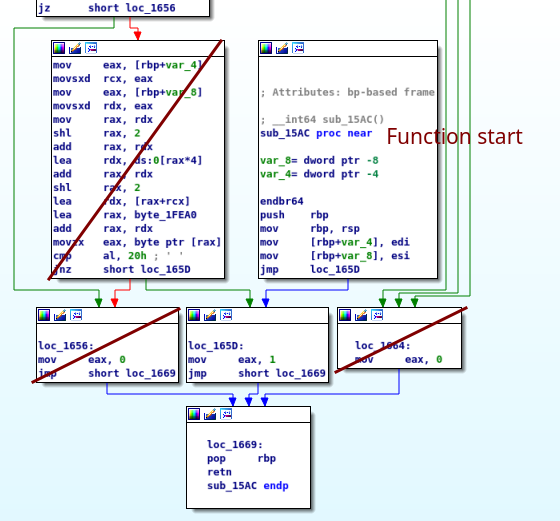 jz      short loc_1656
mov     eax, [rbp+var_4]
movsxd  rcx, eax
mov     eax, [rbp+var_8]
movsxd  rdx, eax
mov     rax, rdx
shl     rax, 2
add     rax, rdx
lea     rdx, ds:0[rax*4]
add     rax, rdx
shl     rax, 2
lea     rdx, [rax+rcx]
lea     rax, byte_1FEA0
add     rax, rdx
movzx   eax, byte ptr [rax]
cmp     al, 20h ; ' '
jnz     short loc_165D
; Attributes: bp-based frame
; __int64 sub_15AC()
sub_15AC proc near
Function start
var_8= dword ptr -8
var_4= dword ptr -4
endbr64
push    rbp
mov     rbp, rsp
mov     [rbp+var_4], edi
mov     [rbp+var_8], esi
jmp     loc_165D
loc_1656:
mov     eax, 0
jmp     short loc_1669
loc_165D:
mov     eax, 1
jmp     short loc_1669
loc_1664:
mov     eax, 0
loc_1669:
pop     rbp
retn
sub_15AC endp